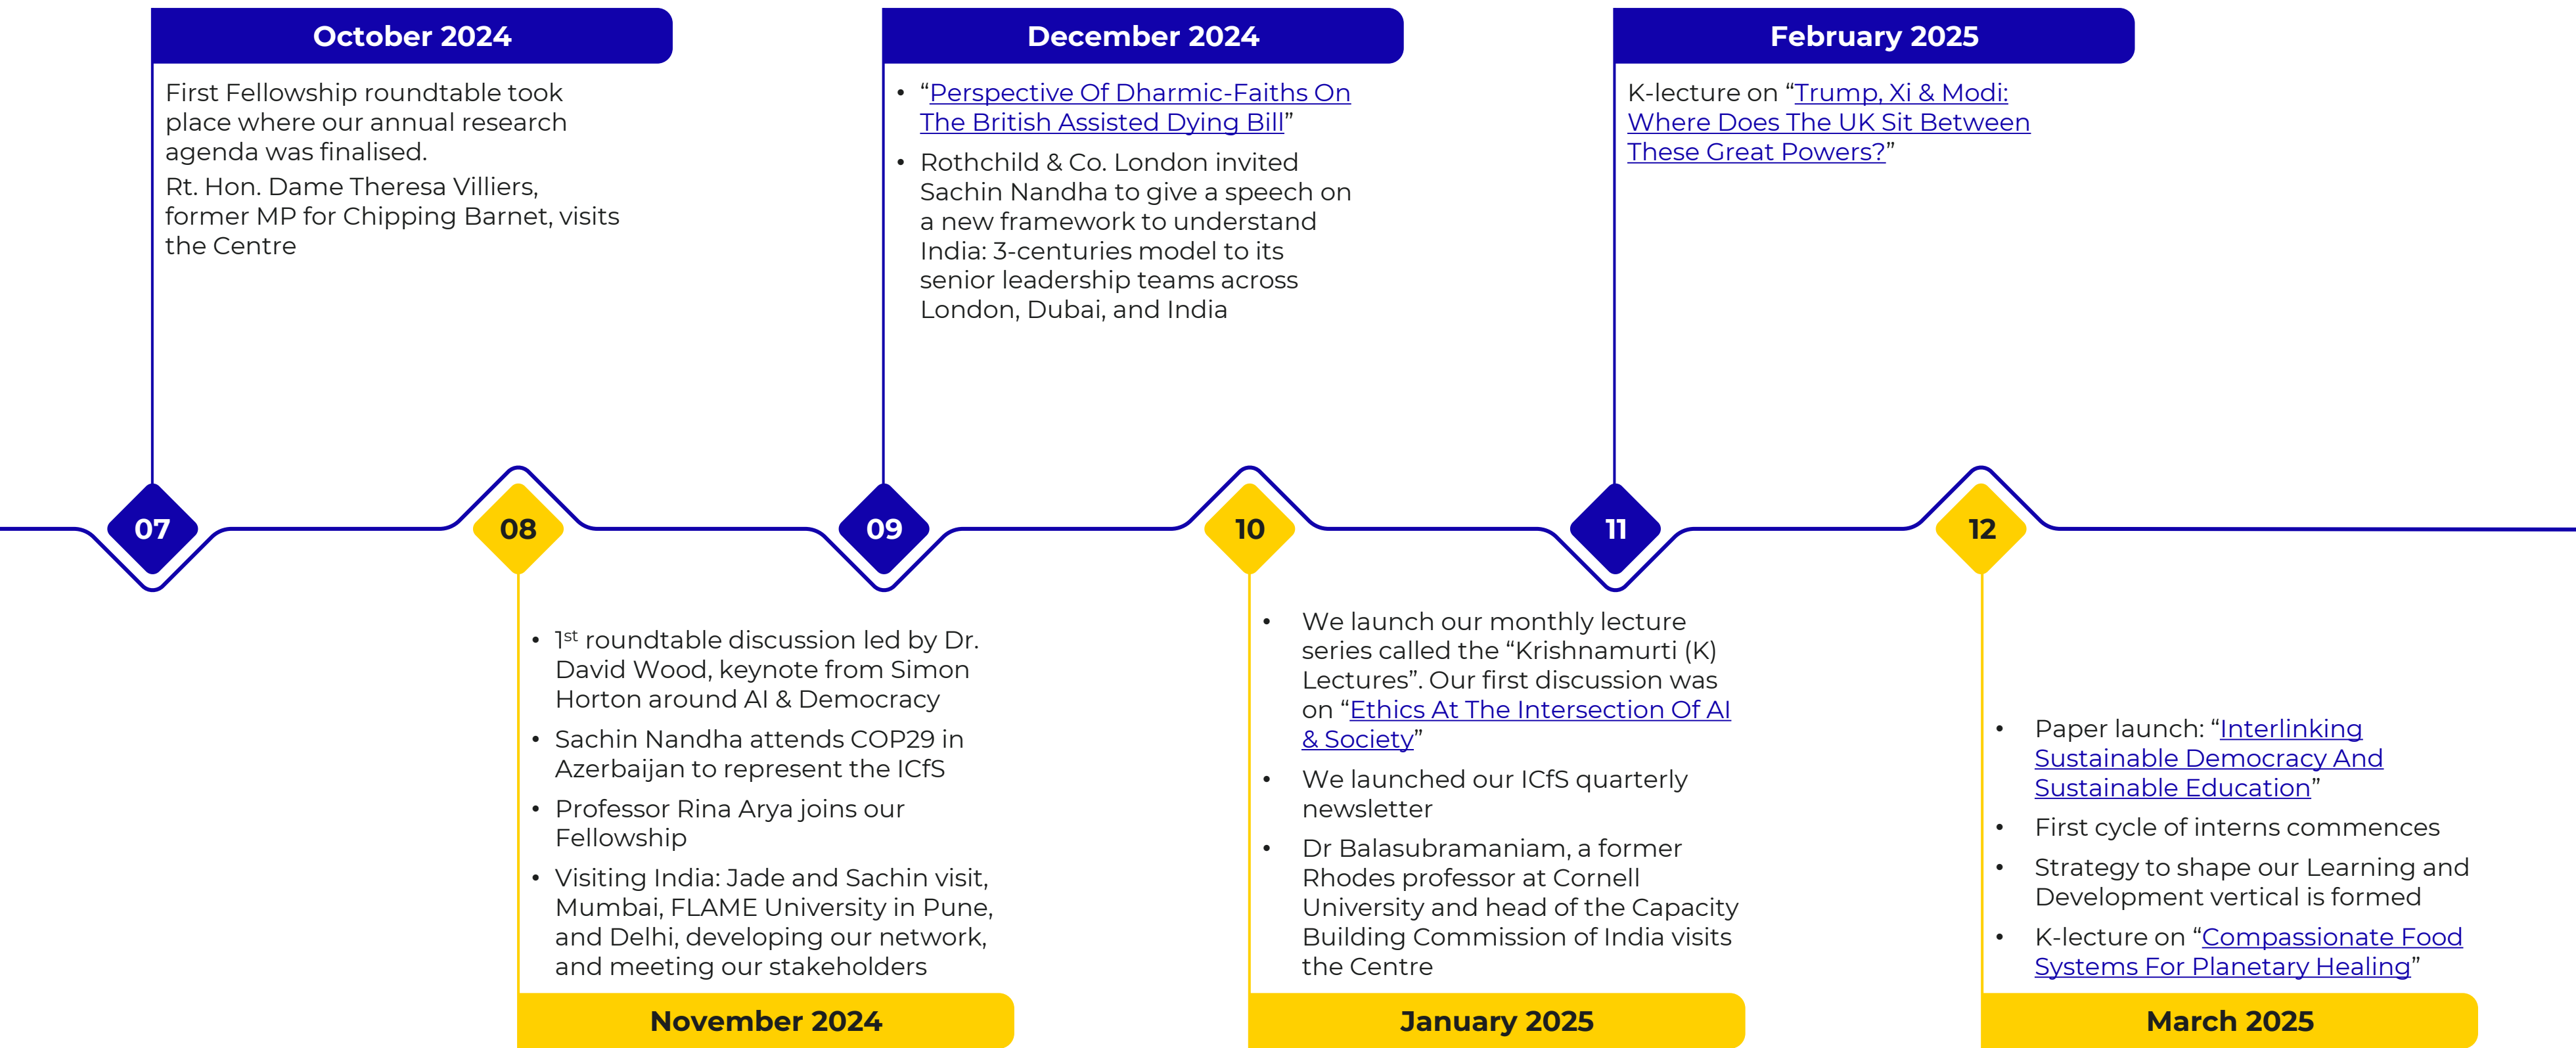 October 2024
First Fellowship roundtable took
place where our annual research
agenda was finalised.
Rt. Hon. Dame Theresa Villiers,
former MP for Chipping Barnet, visits
the Centre
December 2024
• “Perspective Of Dharmic-Faiths On
The British Assisted Dying Bill”
• Rothchild & Co. London invited
Sachin Nandha to give a speech on
a new framework to understand
India: 3-centuries model to its
senior leadership teams across
London, Dubai, and India
February 2025
K-lecture on “Trump, Xi & Modi:
Where Does The UK Sit Between
These Great Powers?”
07
08
09
10
11
12
• 1st roundtable discussion led by Dr.
David Wood, keynote from Simon
Horton around AI & Democracy
• Sachin Nandha attends COP29 in
Azerbaijan to represent the ICfS
• Professor Rina Arya joins our
Fellowship
• Visiting India: Jade and Sachin visit,
Mumbai, FLAME University in Pune,
and Delhi, developing our network,
and meeting our stakeholders
November 2024
• We launch our monthly lecture
series called the “Krishnamurti (K)
Lectures”. Our first discussion was
on “Ethics At The Intersection Of AI
& Society”
• We launched our ICfS quarterly
newsletter
• Dr Balasubramaniam, a former
Rhodes professor at Cornell
University and head of the Capacity
Building Commission of India visits
the Centre
January 2025
• Paper launch: “Interlinking
Sustainable Democracy And
Sustainable Education”
• First cycle of interns commences
• Strategy to shape our Learning and
Development vertical is formed
• K-lecture on “Compassionate Food
Systems For Planetary Healing”
March 2025